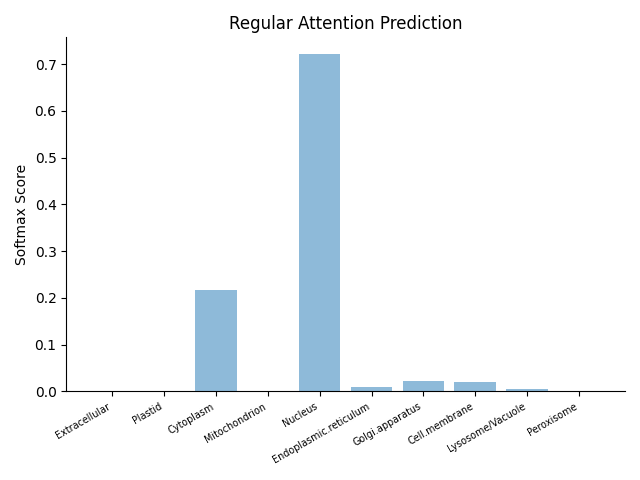 Regular Attention Prediction
Softmax Score
0.7
0.6
0.5
0.4
0.3
0.2
0.1
0.0
Extracellular
Plastid
Cytoplasm
Mitochondrion
Nucleus
Endoplasmic.reticulum
Golgi.apparatus
Cell.membrane
Lysosome/Vacuole
Peroxisome